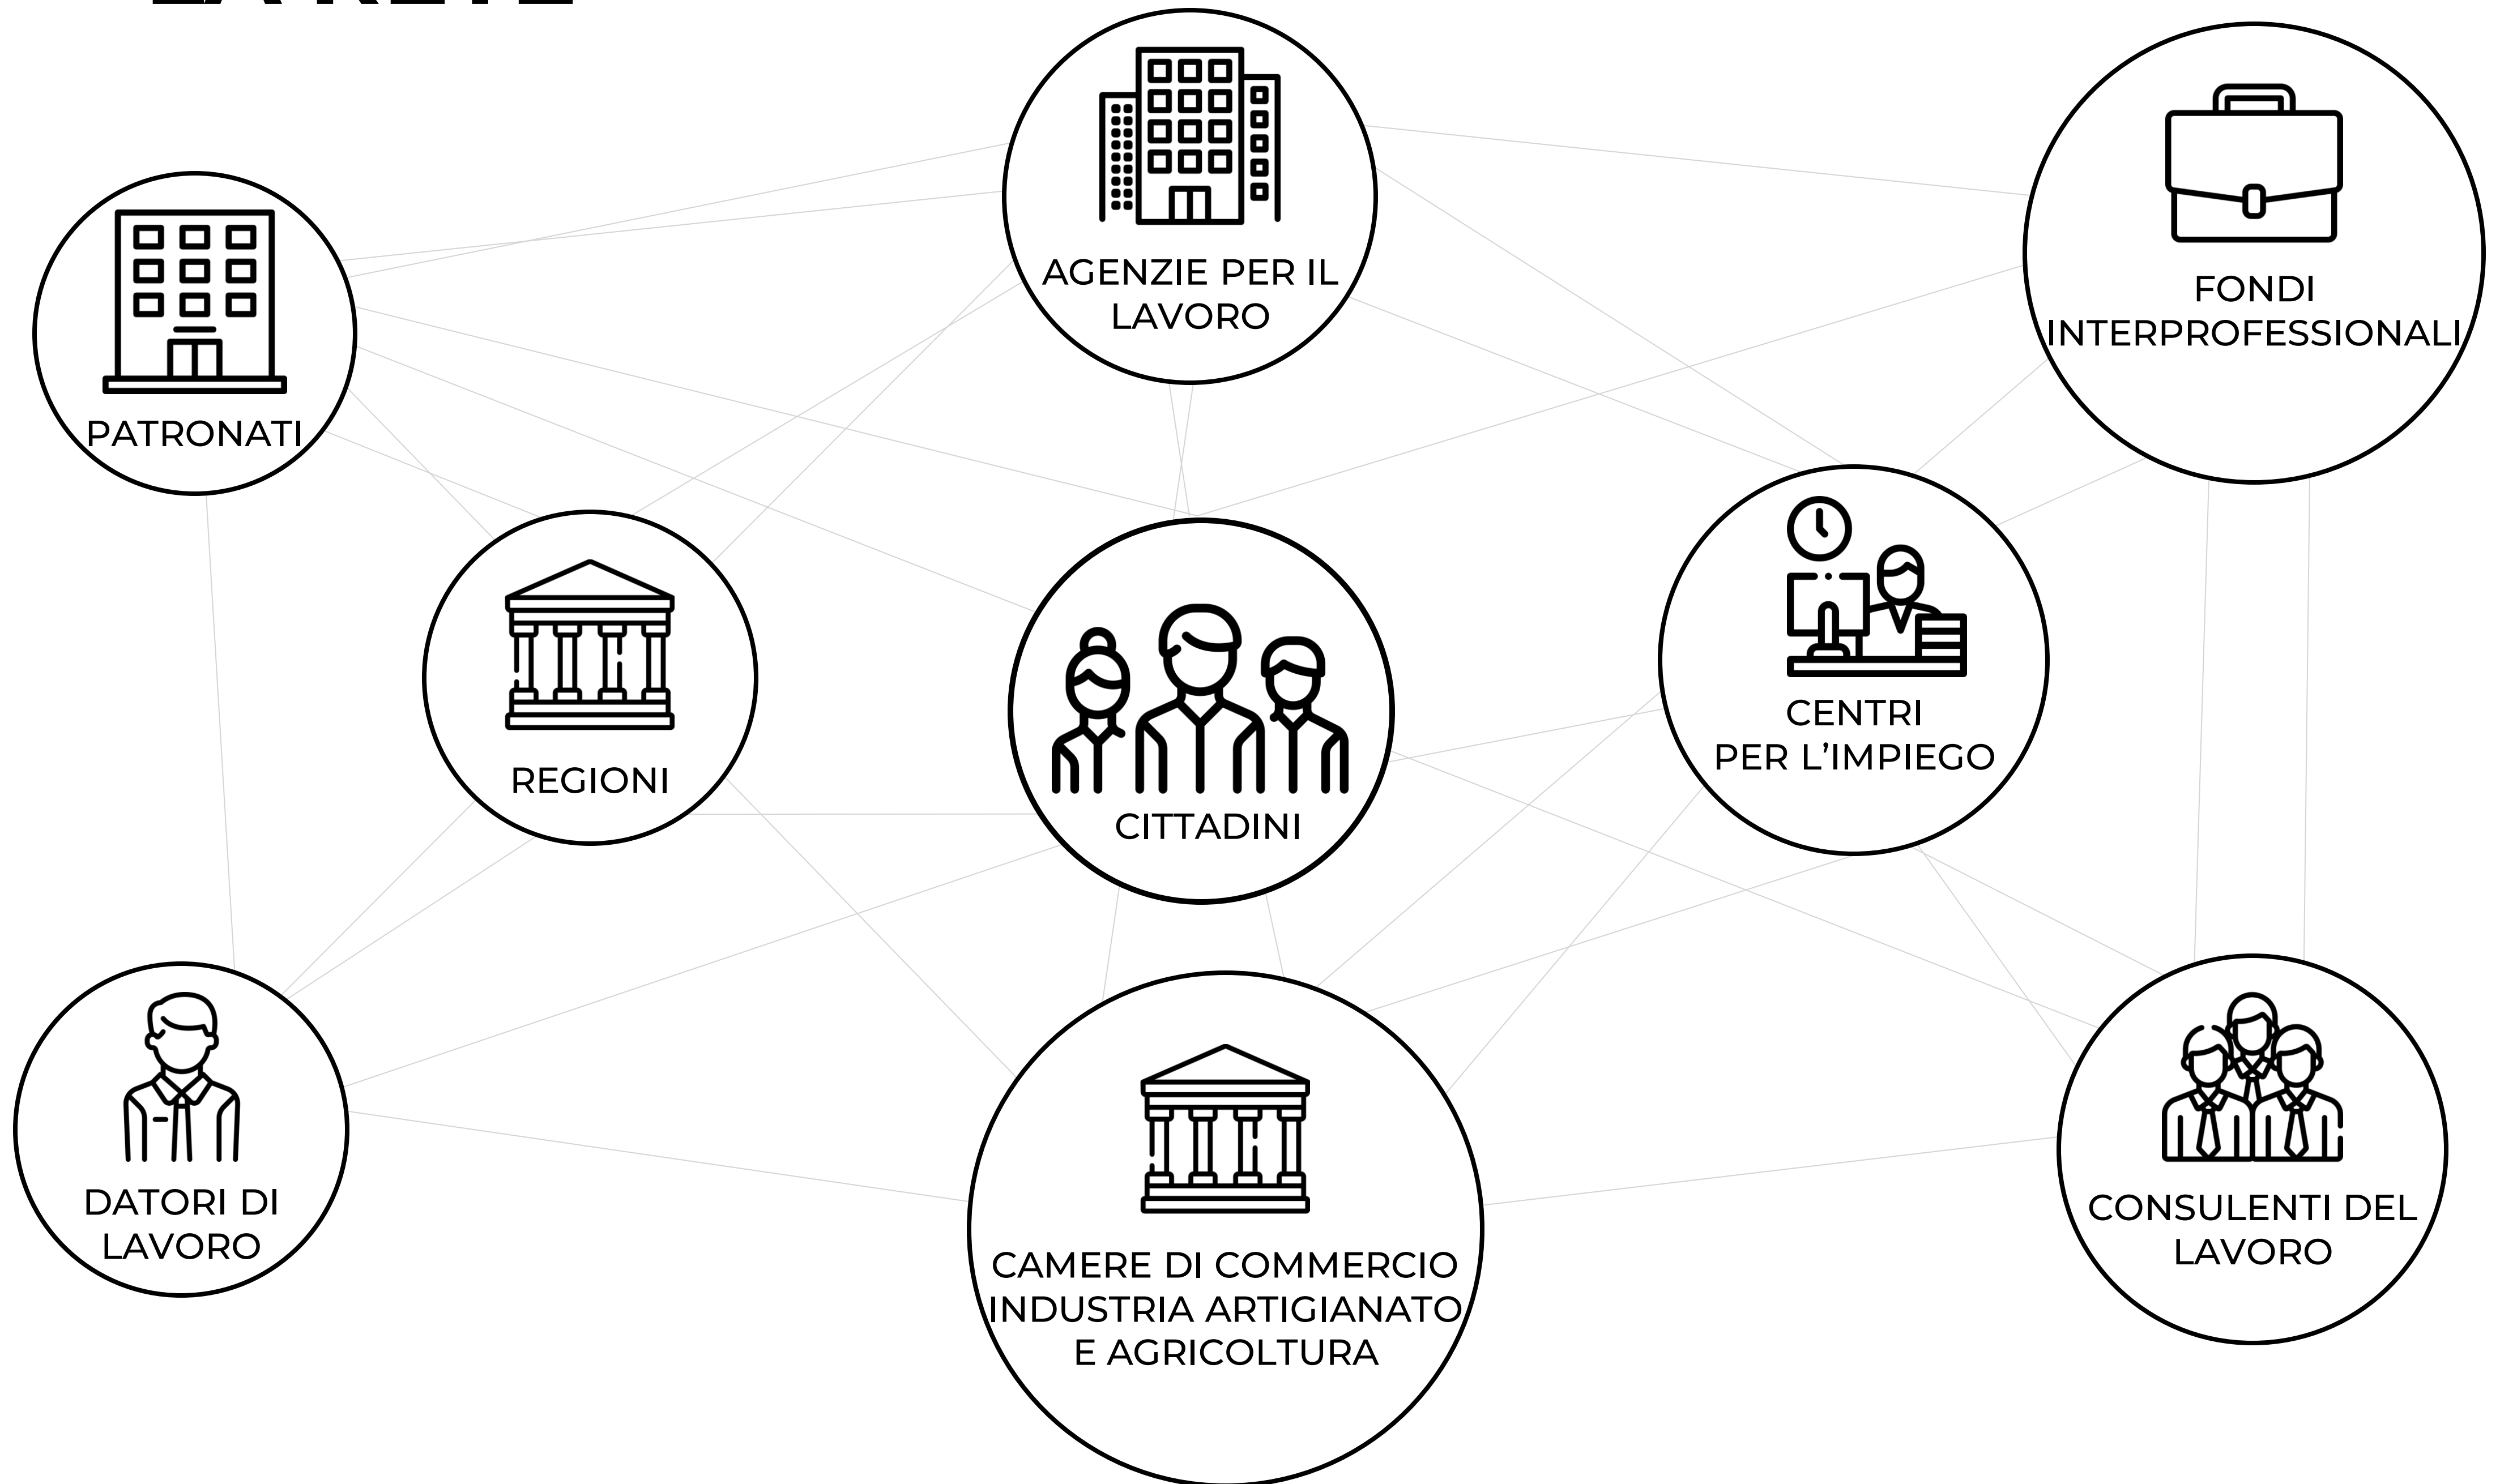 AGENZIE PER IL
LAVORO
FONDI
INTERPROFESSIONALI
PATRONATI
REGIONI
CITTADINI
CENTRI
PER L’IMPIEGO
DATORI DI
LAVORO
CAMERE DI COMMERCIO
INDUSTRIA ARTIGIANATO
E AGRICOLTURA
CONSULENTI DEL
LAVORO